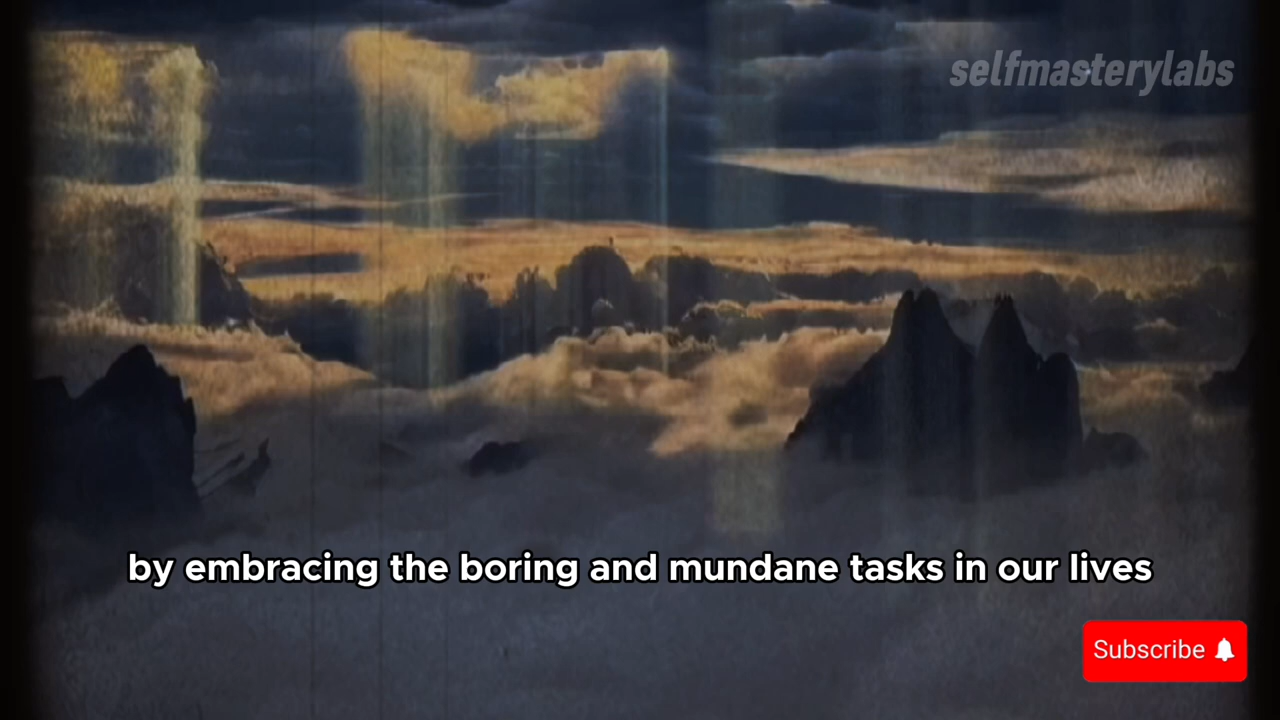 selfmasterylabs
by embracing the boring and mundane tasks in our lives
Subscribe